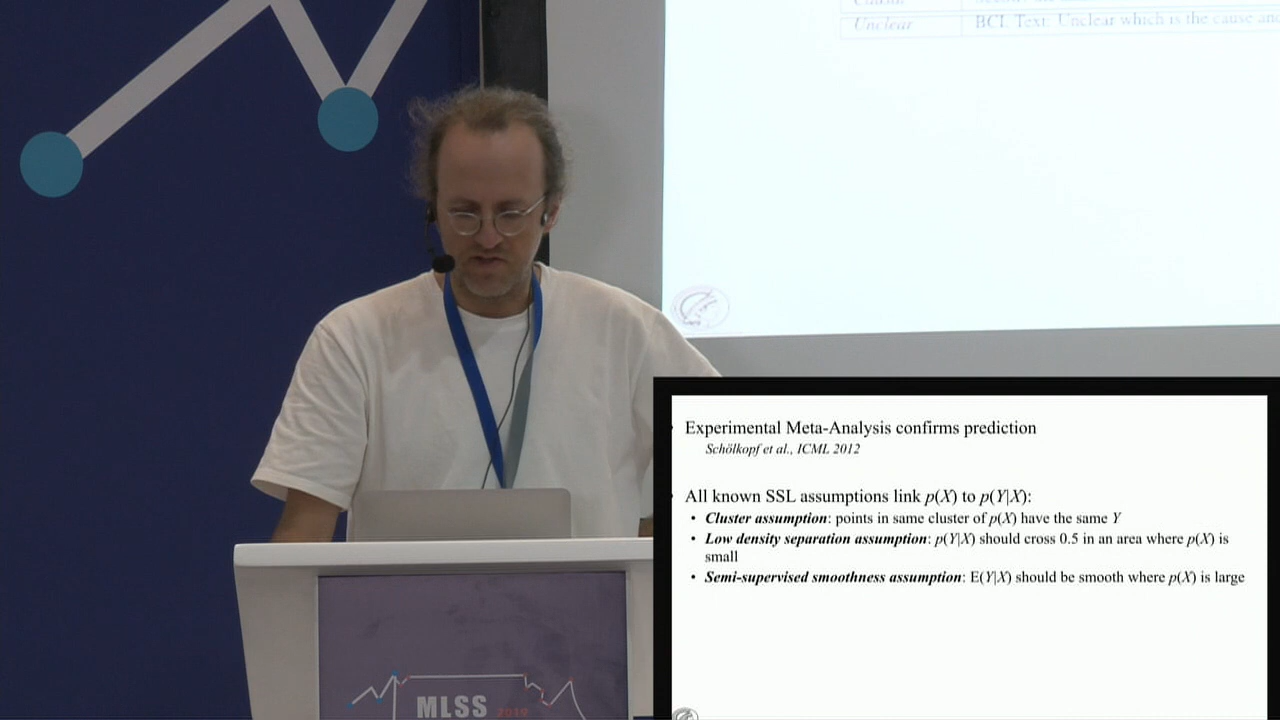 Unclear
BCI, Text: Unclear which is the cause and
Experimental Meta-Analysis confirms prediction
Schölkopf et al., ICML 2012
All known SSL assumptions link p(X) to p(Y|X):
• Cluster assumption: points in same cluster of p(X) have the same Y
• Low density separation assumption: p(Y|X) should cross 0.5 in an area where p(X) is
small
• Semi-supervised smoothness assumption: E(Y|X) should be smooth where p(X) is large
MLSS 2019